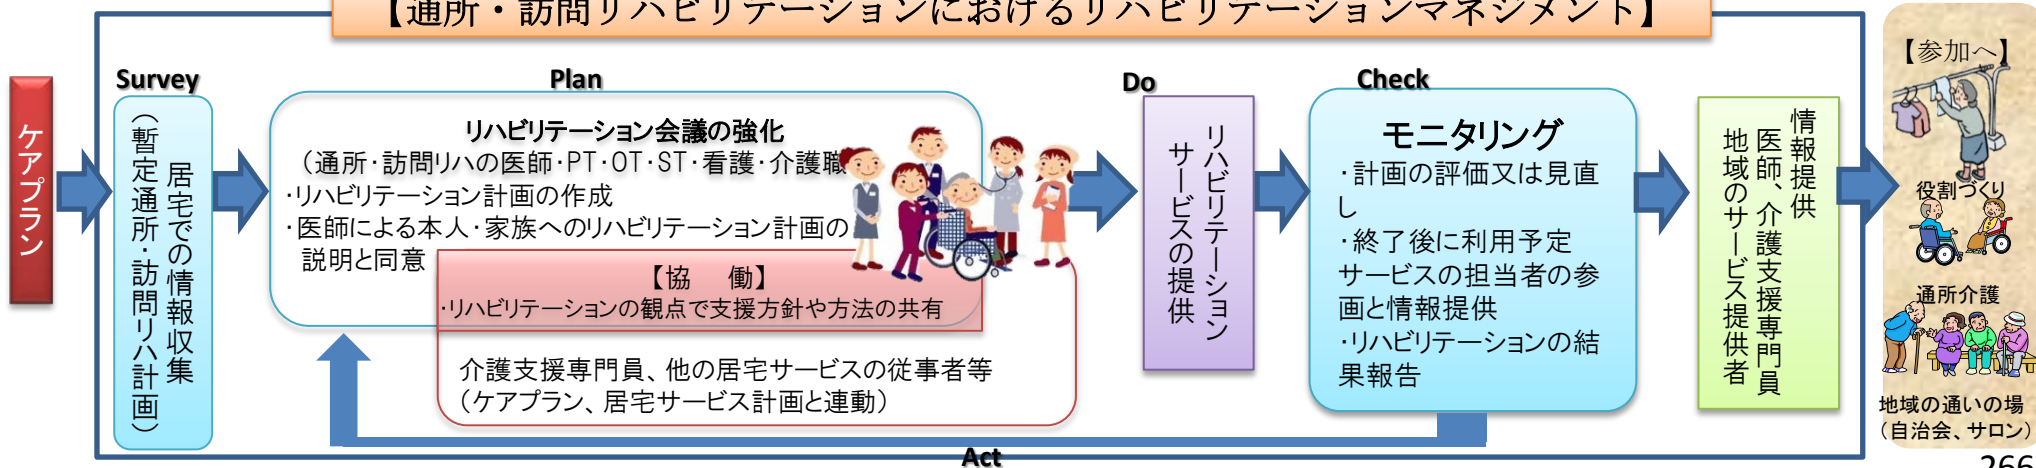 【通所・訪問リハビリテーションにおけるリハビリテーションマネジメント】
ケアプラン
Survey
居宅での情報収集
（暫定通所・訪問リハ計画）
Plan
リハビリテーション会議の強化
（通所・訪問リハの医師・PT・OT・ST・看護・介護職
・リハビリテーション計画の作成
・医師による本人・家族へのリハビリテーション計画の
説明と同意
【協　働】
・リハビリテーションの観点で支援方針や方法の共有
介護支援専門員、他の居宅サービスの従事者等
（ケアプラン、居宅サービス計画と連動）
Do
リハビリテーション
サービスの提供
Check
モニタリング
・計画の評価又は見直
し
・終了後に利用予定
サービスの担当者の参
画と情報提供
・リハビリテーションの結
果報告
Act
情報提供
医師、介護支援専門員
地域のサービス提供者
【参加へ】
役割づくり
通所介護
地域の通いの場
（自治会、サロン）
266